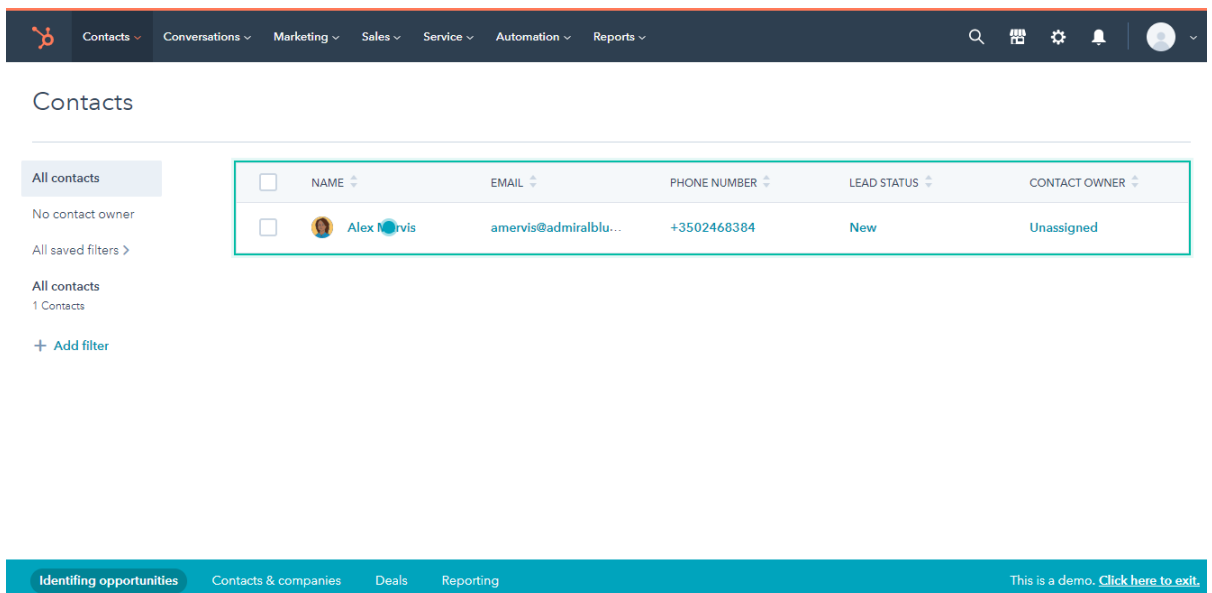 Contacts Conversations Marketing Sales Service Automation Reports
Contacts
All contacts
No contact owner
All saved filters
All contacts
1 Contacts
+ Add filter
NAME EMAIL PHONE NUMBER LEAD STATUS CONTACT OWNER
Alex Mervis amervis@admiralblu... +3502468384 New Unassigned
Identifing opportunities Contacts & companies Deals Reporting This is a demo. Click here to exit.